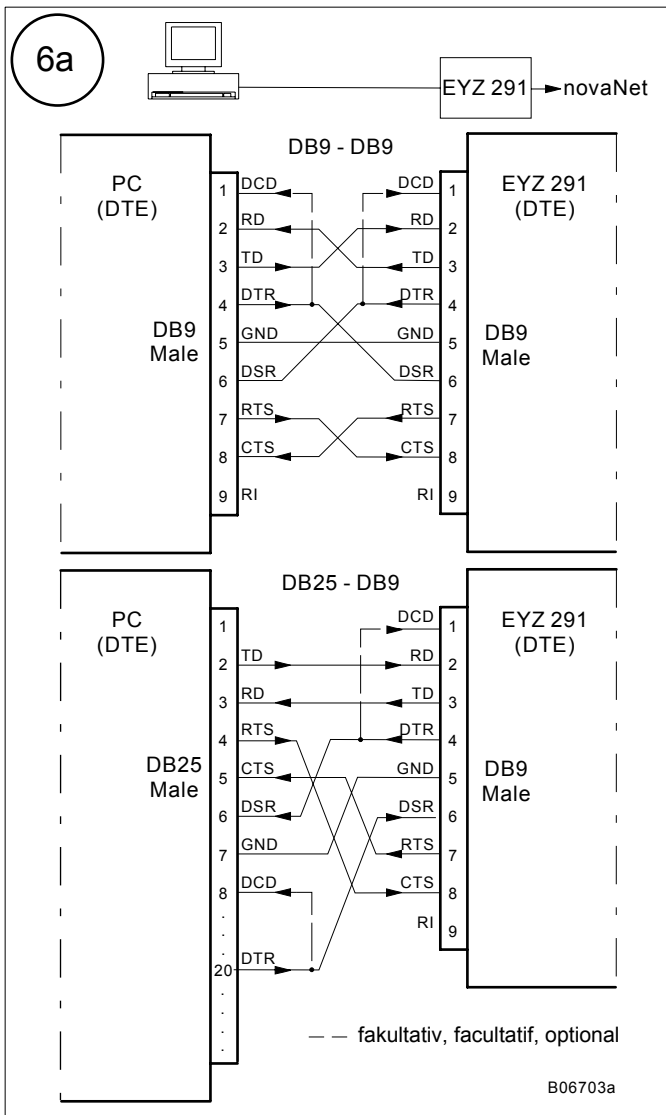 6a
EYZ 291 novaNet
DB9 - DB9
PC
(DTE)
DB9
Male
1 DCD
2 RD
3 TD
4 DTR
5 GND
6 DSR
7 RTS
8 CTS
9 RI
DCD 1
RD 2
TD 3
DTR 4
GND 5
DSR 6
RTS 7
CTS 8
RI 9
EYZ 291
(DTE)
DB9
Male
DB25 - DB9
PC
(DTE)
DB25
Male
1
2 TD
3 RD
4 RTS
5 CTS
6 DSR
7 GND
8 DCD
.
.
.
20 DTR
.
.
.
.
DCD 1
RD 2
TD 3
DTR 4
GND 5
DSR 6
RTS 7
CTS 8
RI 9
EYZ 291
(DTE)
DB9
Male
fakultativ, facultatif, optional
B06703a